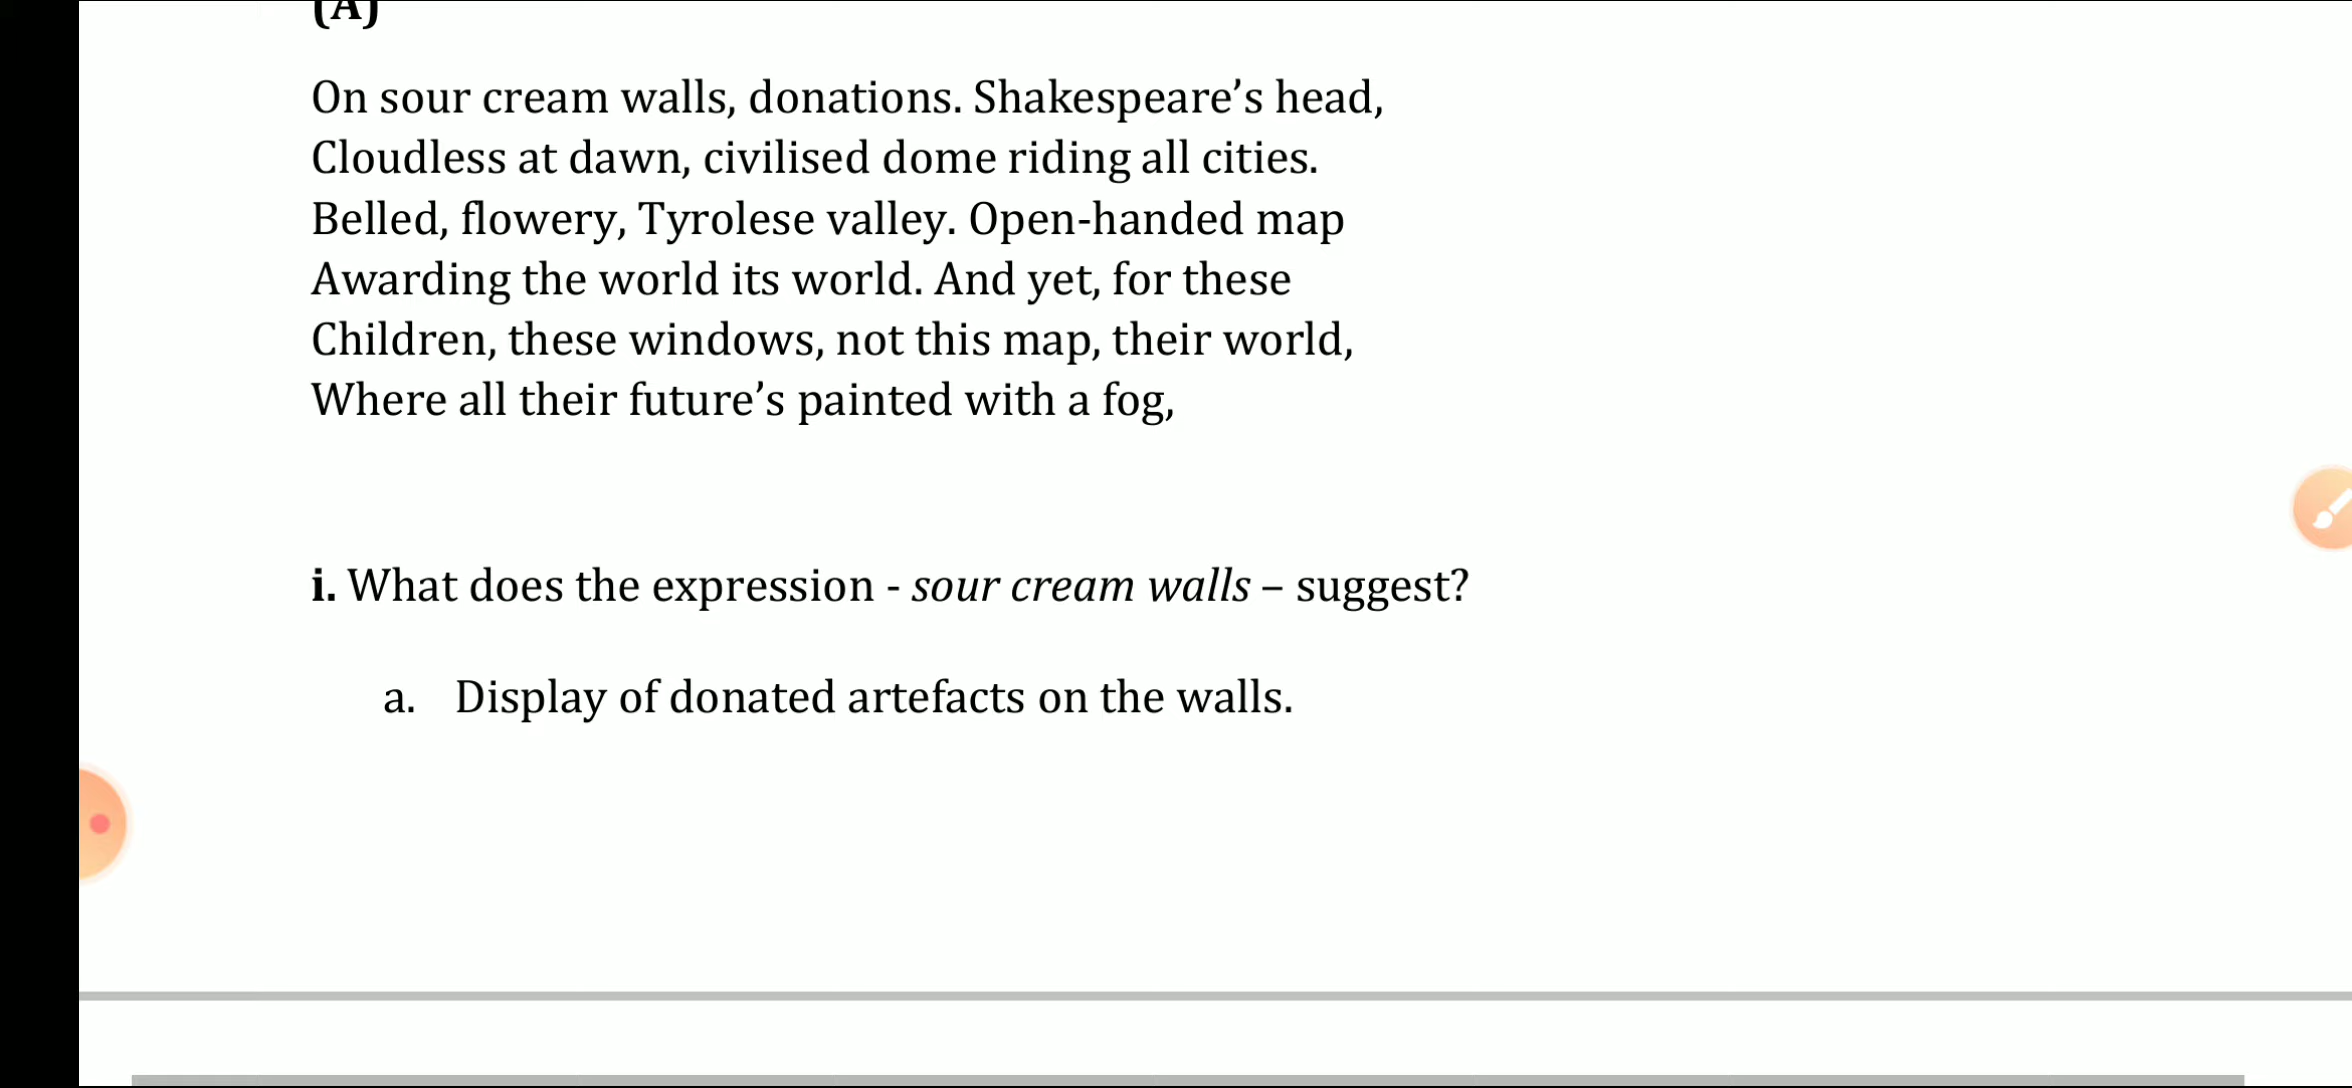 (A)
On sour cream walls, donations. Shakespeare’s head,
Cloudless at dawn, civilised dome riding all cities.
Belled, flowery, Tyrolese valley. Open-handed map
Awarding the world its world. And yet, for these
Children, these windows, not this map, their world,
Where all their future’s painted with a fog,
i. What does the expression - sour cream walls – suggest?
a. Display of donated artefacts on the walls.